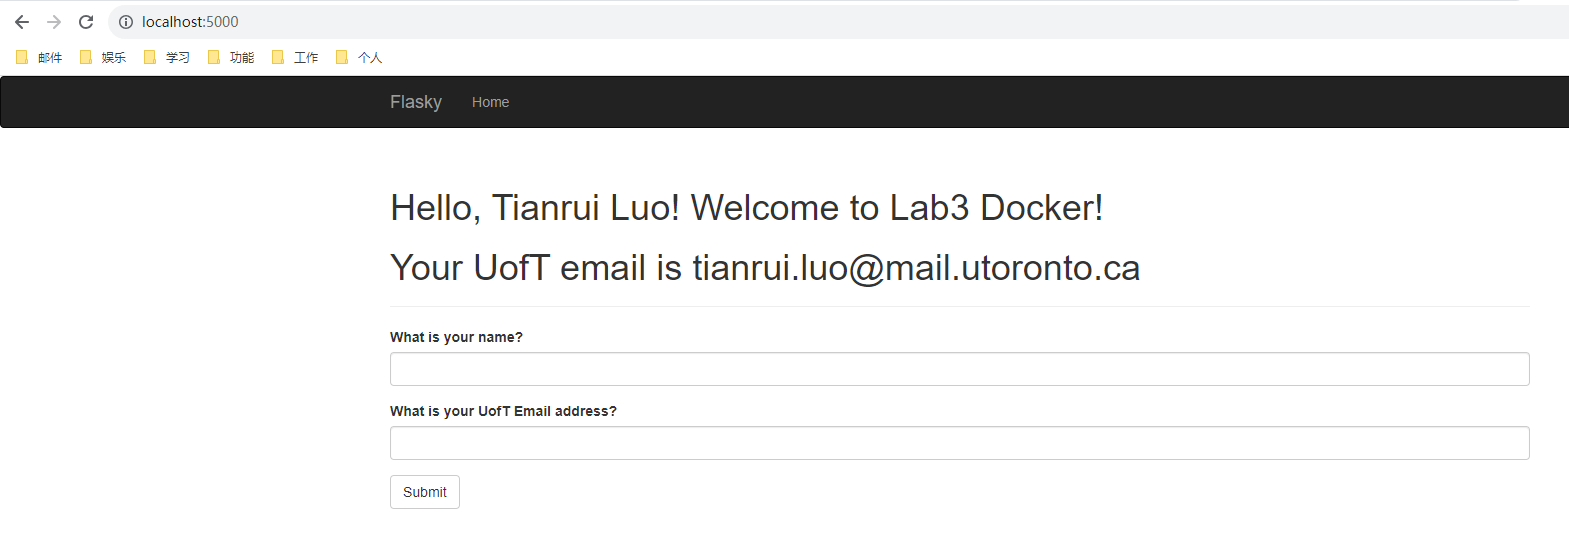 localhost:5000
邮件 娱乐 学习 功能 工作 个人
Flasky Home
Hello, Tianrui Luo! Welcome to Lab3 Docker!
Your UofT email is tianrui.luo@mail.utoronto.ca
What is your name?
What is your UofT Email address?
Submit